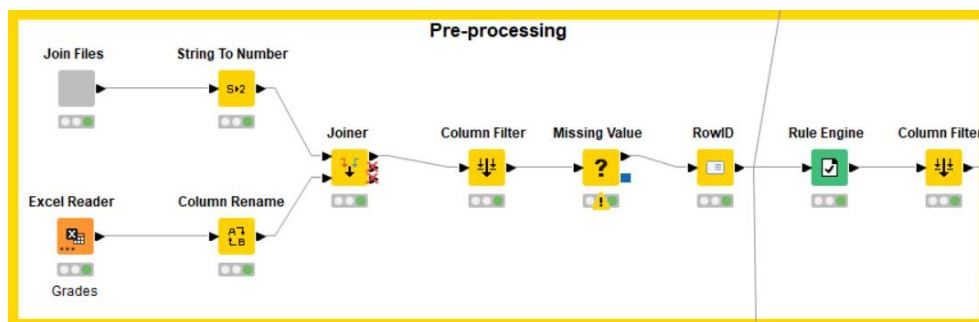 Pre-processing
Join Files
String To Number
S▸2
Joiner
Column Filter
Missing Value
?
RowID
Rule Engine
Column Filter
Excel Reader
Column Rename
X
A
B
Grades